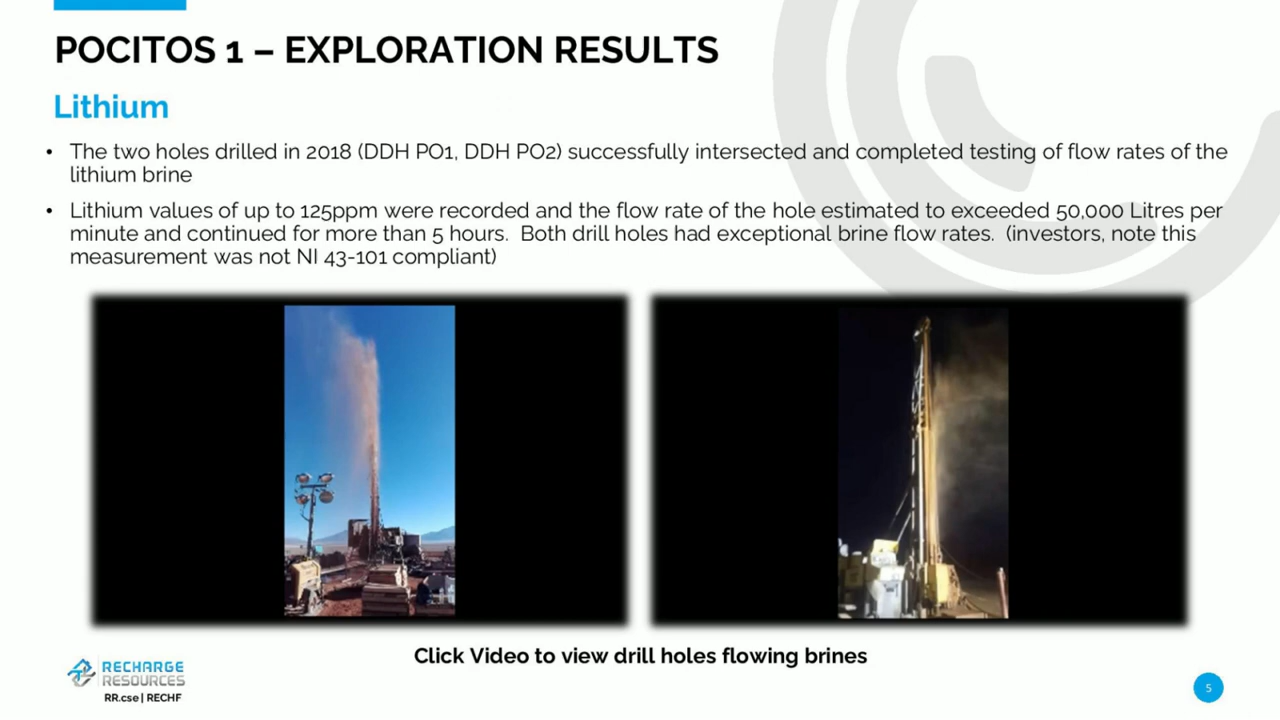 POCITOS 1 – EXPLORATION RESULTS
Lithium
• The two holes drilled in 2018 (DDH PO1, DDH PO2) successfully intersected and completed testing of flow rates of the
lithium brine
• Lithium values of up to 125ppm were recorded and the flow rate of the hole estimated to exceeded 50,000 Litres per
minute and continued for more than 5 hours. Both drill holes had exceptional brine flow rates. (investors, note this
measurement was not NI 43-101 compliant)
Click Video to view drill holes flowing brines
RECHARGE
RESOURCES
RR.cse | RECHF
5